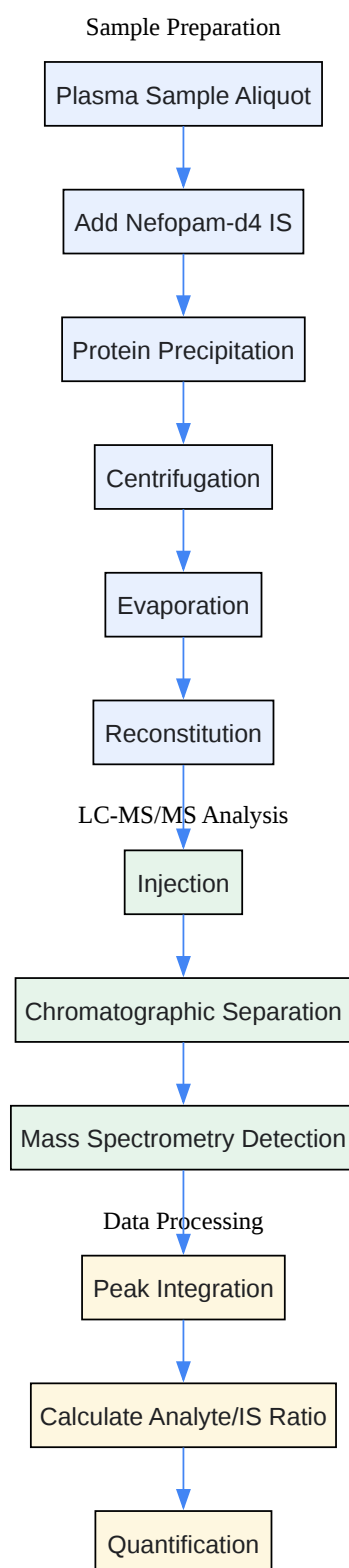 Sample Preparation
Plasma Sample Aliquot
Add Nefopam-d4 IS
Protein Precipitation
Centrifugation
Evaporation
Reconstitution
LC-MS/MS Analysis
Injection
Chromatographic Separation
Mass Spectrometry Detection
Data Processing
Peak Integration
Calculate Analyte/IS Ratio
Quantification